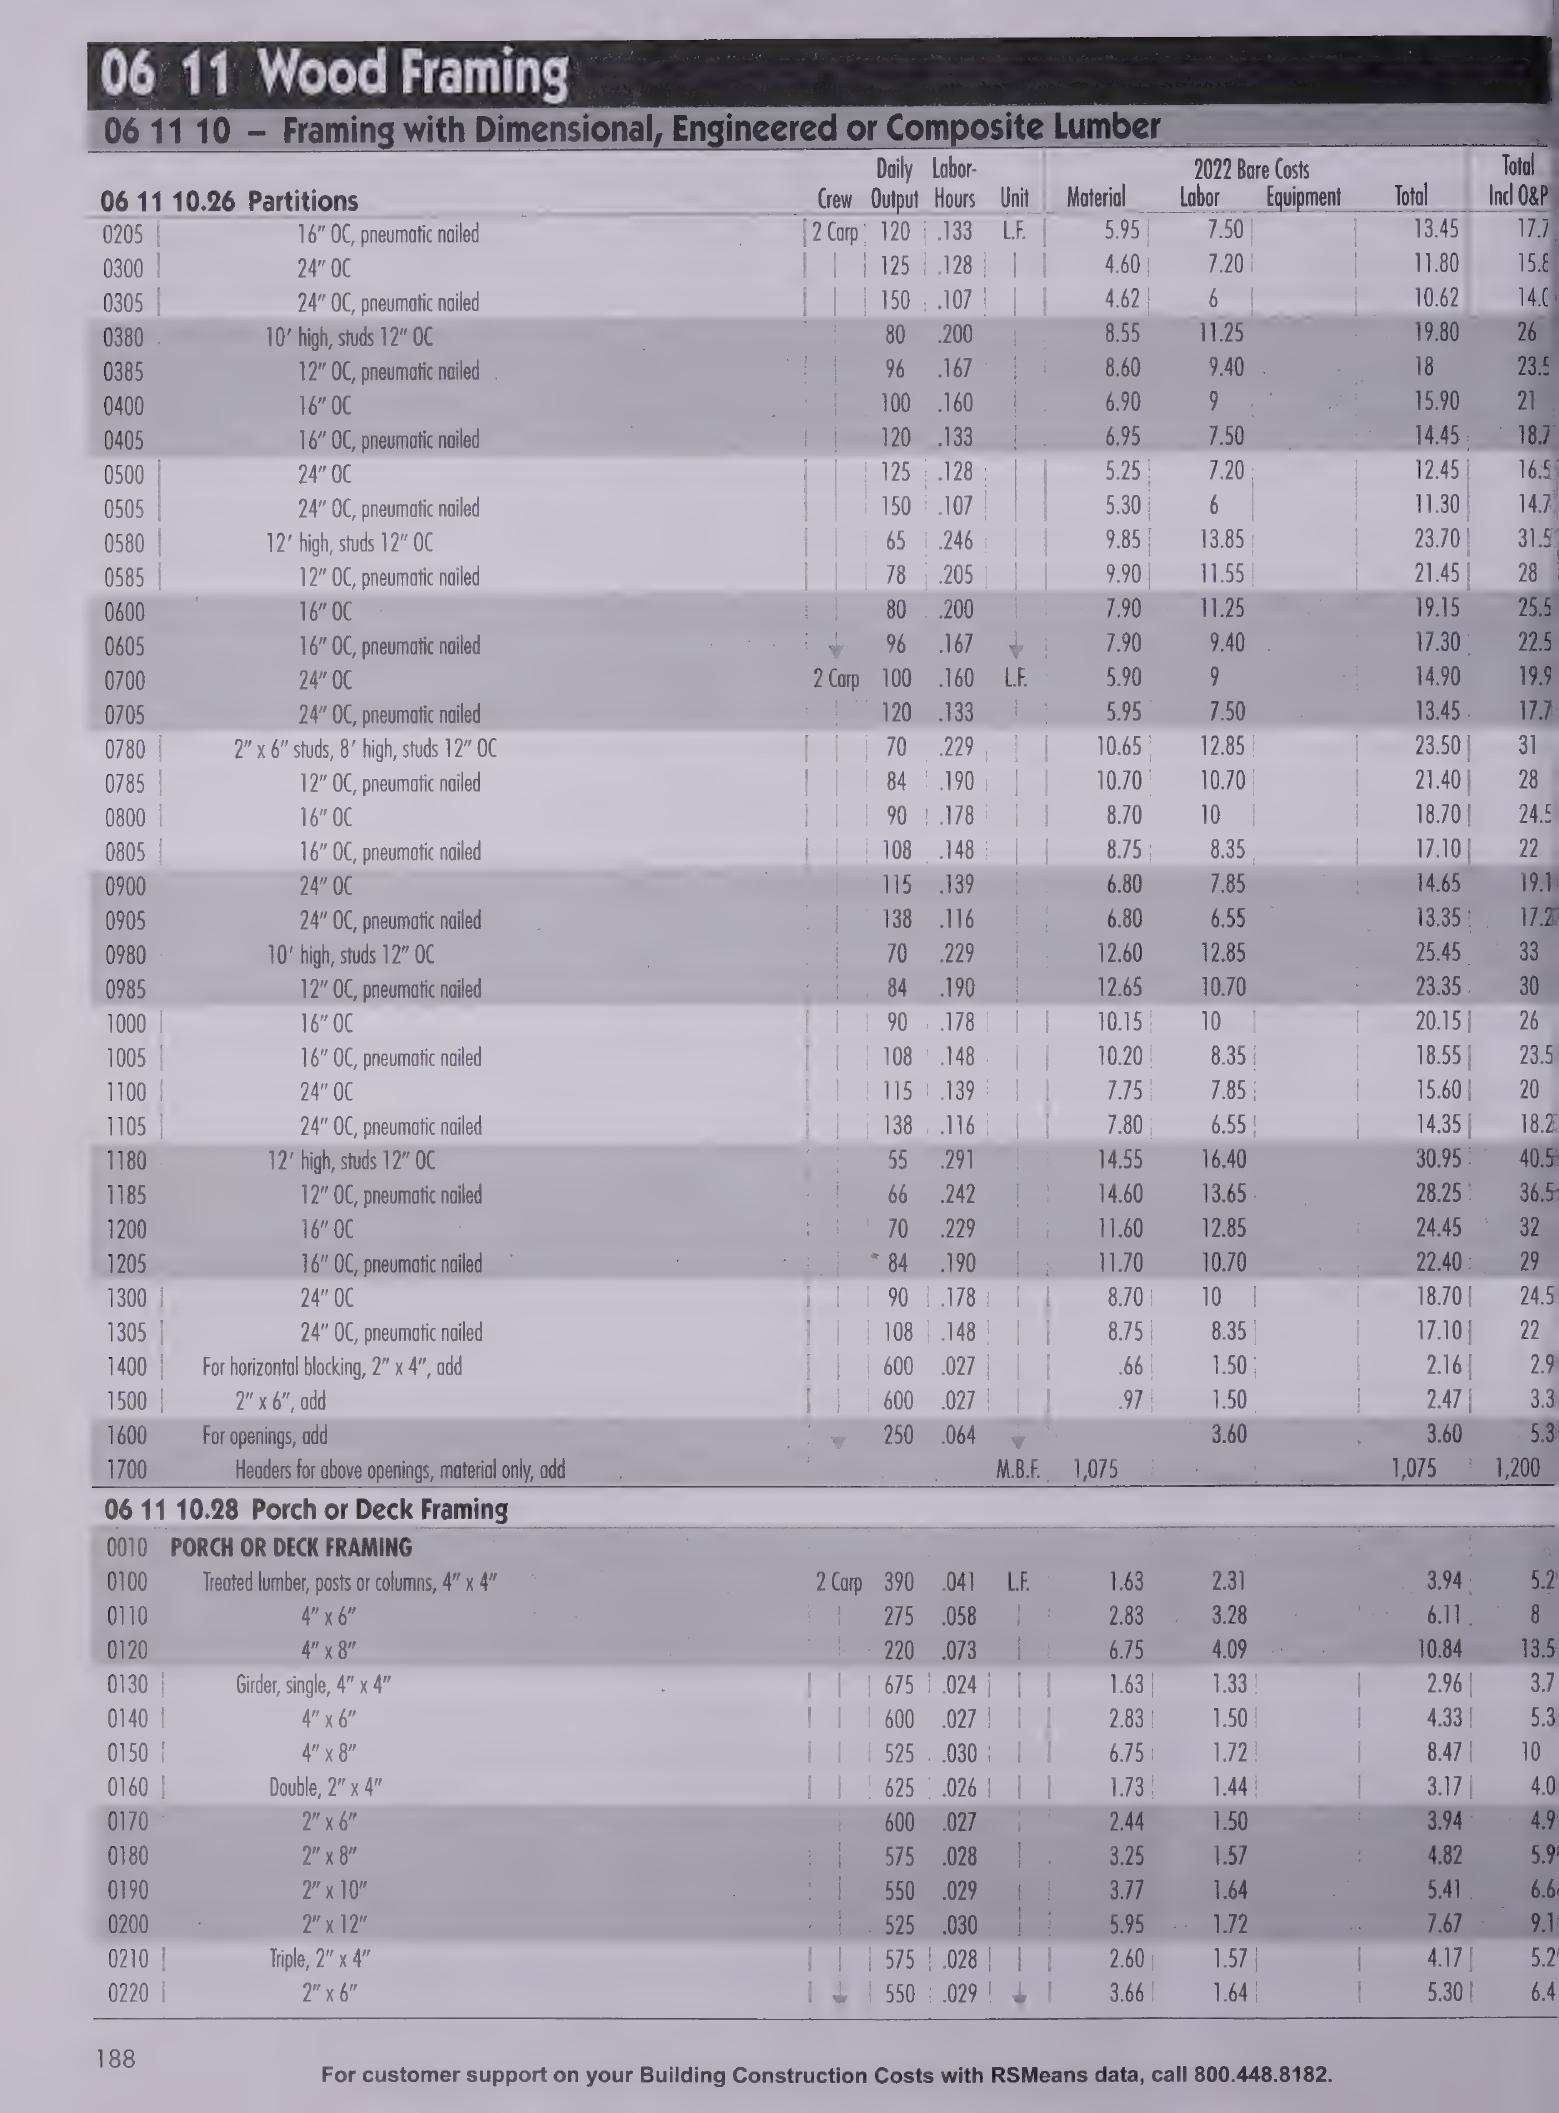 06 11 Wood Framing
06 11 10 – Framing with Dimensional, Engineered or Composite Lumber
Daily Labor- 2022 Bare Costs Total
06 11 10.26 Partitions Crew Output Hours Unit Material Labor Equipment Total Incl O&P
0205 16" OC, pneumatic nailed 2 Carp 120 .133 L.F. 5.95 7.50 13.45 17.7
0300 24" OC 125 .128 4.60 7.20 11.80 15.
0305 24" OC, pneumatic nailed 150 .107 4.62 6 10.62 14.
0380 10' high, studs 12" OC 80 .200 8.55 11.25 19.80 26
0385 12" OC, pneumatic nailed 96 .167 8.60 9.40 18 23.5
0400 16" OC 100 .160 6.90 9 15.90 21
0405 16" OC, pneumatic nailed 120 .133 6.95 7.50 14.45 18.7
0500 24" OC 125 .128 5.25 7.20 12.45 16.5
0505 24" OC, pneumatic nailed 150 .107 5.30 6 11.30 14.7
0580 12' high, studs 12" OC 65 .246 9.85 13.85 23.70 31.5
0585 12" OC, pneumatic nailed 78 .205 9.90 11.55 21.45 28
0600 16" OC 80 .200 7.90 11.25 19.15 25.5
0605 16" OC, pneumatic nailed 96 .167 7.90 9.40 17.30 22.5
0700 24" OC 2 Carp 100 .160 L.F. 5.90 9 14.90 19.9
0705 24" OC, pneumatic nailed 120 .133 5.95 7.50 13.45 17.7
0780 2" x 6" studs, 8' high, studs 12" OC 70 .229 10.65 12.85 23.50 31
0785 12" OC, pneumatic nailed 84 .190 10.70 10.70 21.40 28
0800 16" OC 90 .178 8.70 10 18.70 24.5
0805 16" OC, pneumatic nailed 108 .148 8.75 8.35 17.10 22
0900 24" OC 115 .139 6.80 7.85 14.65 19.1
0905 24" OC, pneumatic nailed 138 .116 6.80 6.55 13.35 17.2
0980 10' high, studs 12" OC 70 .229 12.60 12.85 25.45 33
0985 12" OC, pneumatic nailed 84 .190 12.65 10.70 23.35 30
1000 16" OC 90 .178 10.15 10 20.15 26
1005 16" OC, pneumatic nailed 108 .148 10.20 8.35 18.55 23.5
1100 24" OC 115 .139 7.75 7.85 15.60 20
1105 24" OC, pneumatic nailed 138 .116 7.80 6.55 14.35 18.2
1180 12' high, studs 12" OC 55 .291 14.55 16.40 30.95 40.5
1185 12" OC, pneumatic nailed 66 .242 14.60 13.65 28.25 36.5
1200 16" OC 70 .229 11.60 12.85 24.45 32
1205 16" OC, pneumatic nailed 84 .190 11.70 10.70 22.40 29
1300 24" OC 90 .178 8.70 10 18.70 24.5
1305 24" OC, pneumatic nailed 108 .148 8.75 8.35 17.10 22
1400 For horizontal blocking, 2" x 4", add 600 .027 .66 1.50 2.16 2.9
1500 2" x 6", add 600 .027 .97 1.50 2.47 3.3
1600 For openings, add 250 .064 3.60 3.60 5.3
1700 Headers for above openings, material only, add M.B.F. 1,075 1,075 1,200
06 11 10.28 Porch or Deck Framing
0010 PORCH OR DECK FRAMING
0100 Treated lumber, posts or columns, 4" x 4" 2 Carp 390 .041 L.F. 1.63 2.31 3.94 5.2
0110 4" x 6" 275 .058 2.83 3.28 6.11 8
0120 4" x 8" 220 .073 6.75 4.09 10.84 13.5
0130 Girder, single, 4" x 4" 675 .024 1.63 1.33 2.96 3.7
0140 4" x 6" 600 .027 2.83 1.50 4.33 5.3
0150 4" x 8" 525 .030 6.75 1.72 8.47 10
0160 Double, 2" x 4" 625 .026 1.73 1.44 3.17 4.0
0170 2" x 6" 600 .027 2.44 1.50 3.94 4.9
0180 2" x 8" 575 .028 3.25 1.57 4.82 5.9
0190 2" x 10" 550 .029 3.77 1.64 5.41 6.6
0200 2" x 12" 525 .030 5.95 1.72 7.67 9.1
0210 Triple, 2" x 4" 575 .028 2.60 1.57 4.17 5.2
0220 2" x 6" 550 .029 3.66 1.64 5.30 6.4
188
For customer support on your Building Construction Costs with RSMeans data, call 800.448.8182.